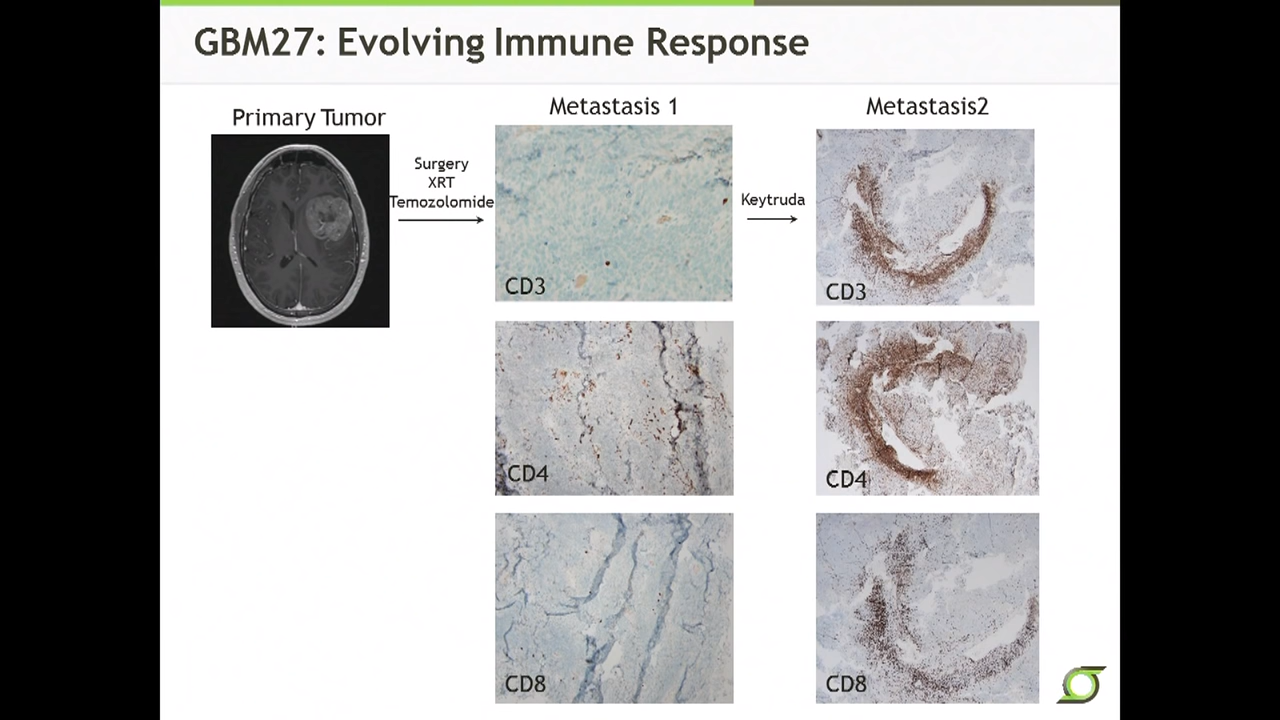 GBM27: Evolving Immune Response
Primary Tumor
Surgery
XRT
Temozolomide
Metastasis 1
CD3
CD4
CD8
Keytruda
Metastasis2
CD3
CD4
CD8